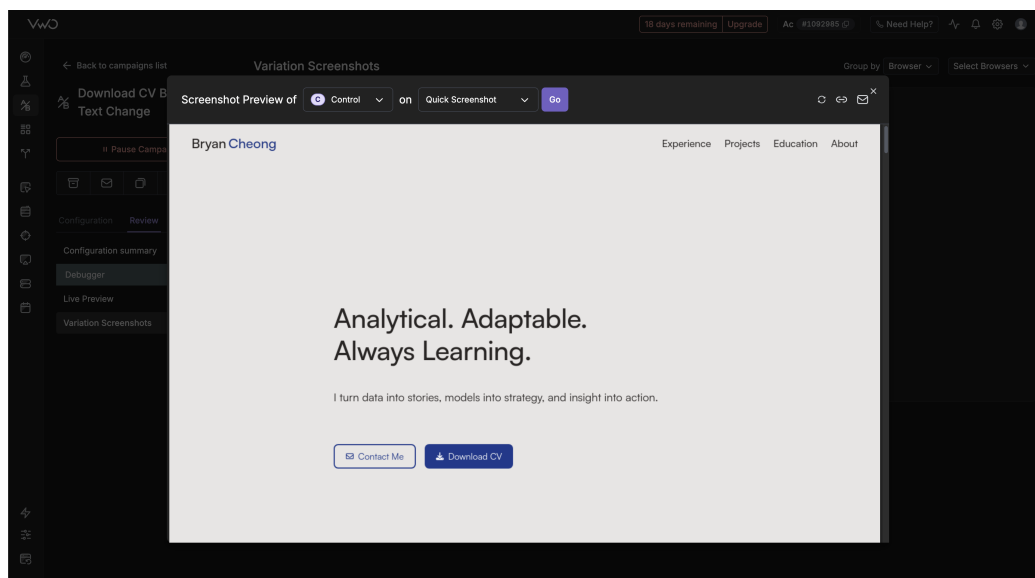 VWO
18 days remaining Upgrade Ac #1092985 Need Help?
Back to campaigns list
Variation Screenshots
Group by Browser Select Browsers
Download CV B
Text Change
Pause Campa
Configuration Review
Configuration summary
Debugger
Live Preview
Variation Screenshots
Screenshot Preview of C Control on Quick Screenshot Go
Bryan Cheong
Experience Projects Education About
Analytical. Adaptable.
Always Learning.
I turn data into stories, models into strategy, and insight into action.
Contact Me Download CV